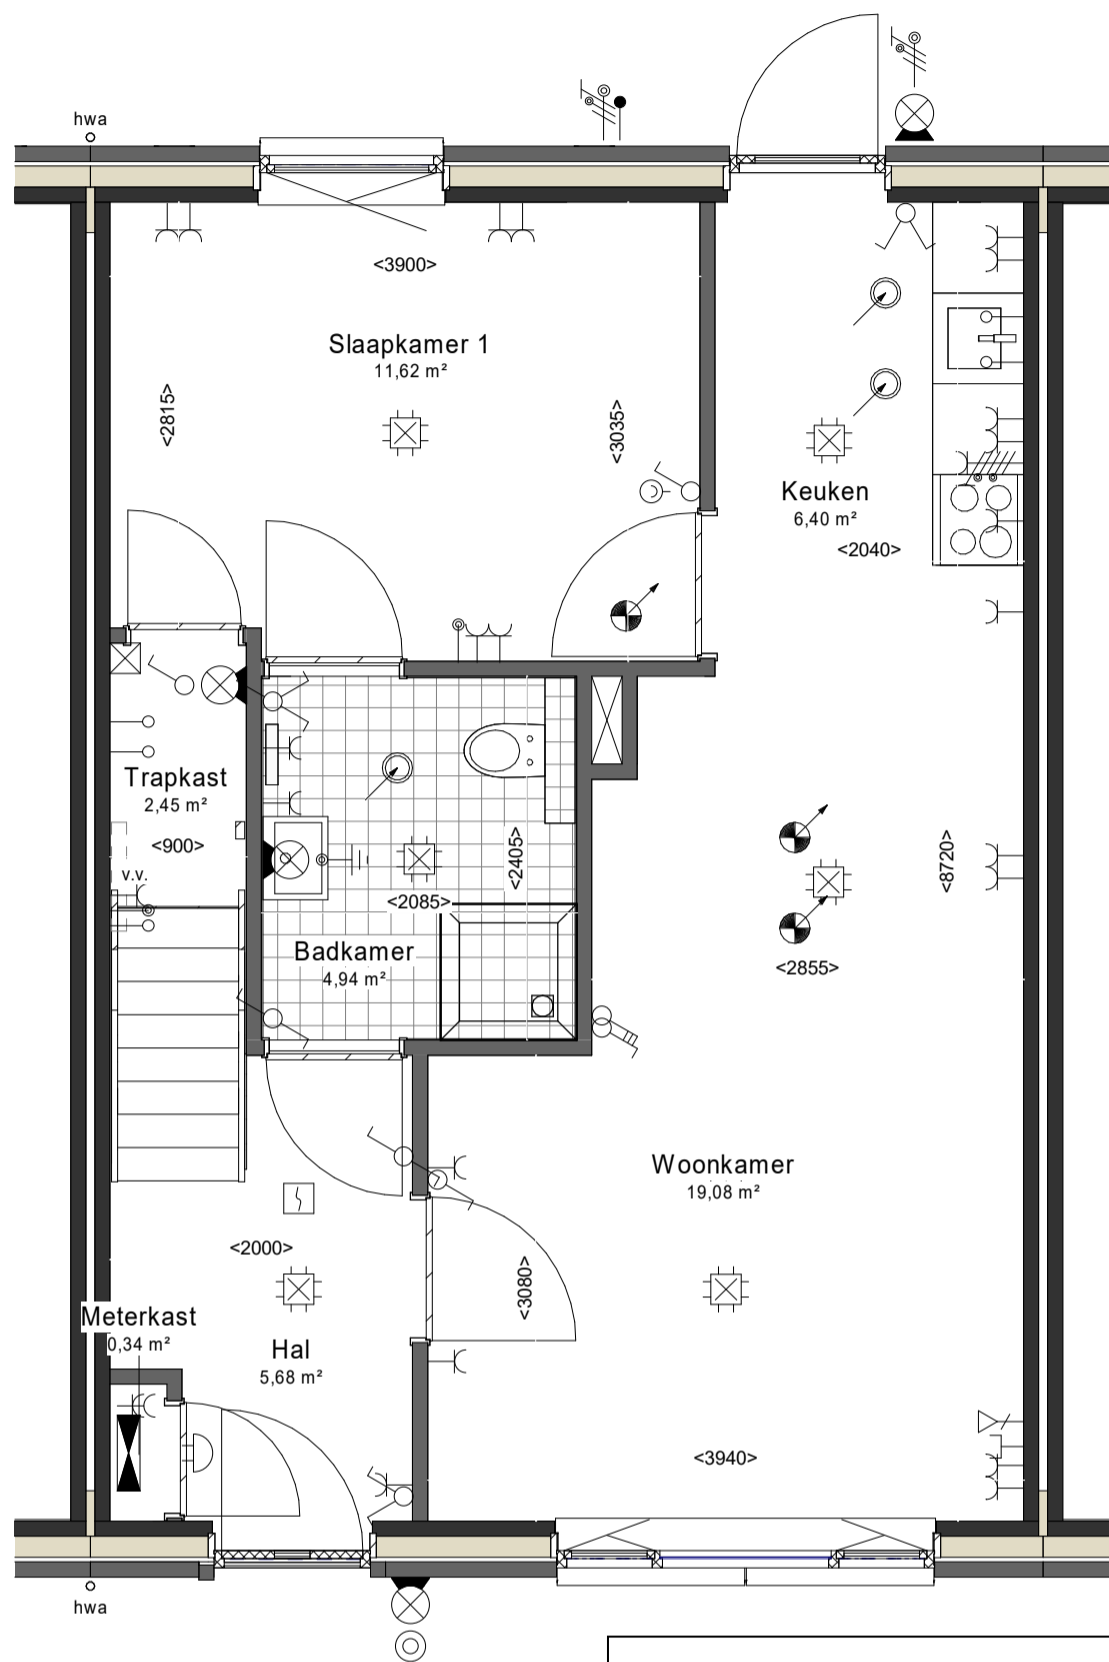 hwa
<3900>
Slaapkamer 1
11,62 m²
<2815>
<3035>
Keuken
6,40 m²
<2040>
Trapkast
2,45 m²
<900>
v.v.
<2405>
<2085>
Badkamer
4,94 m²
<8720>
<2855>
Woonkamer
19,08 m²
<2000>
<3080>
Meterkast
0,34 m²
Hal
5,68 m²
<3940>
hwa